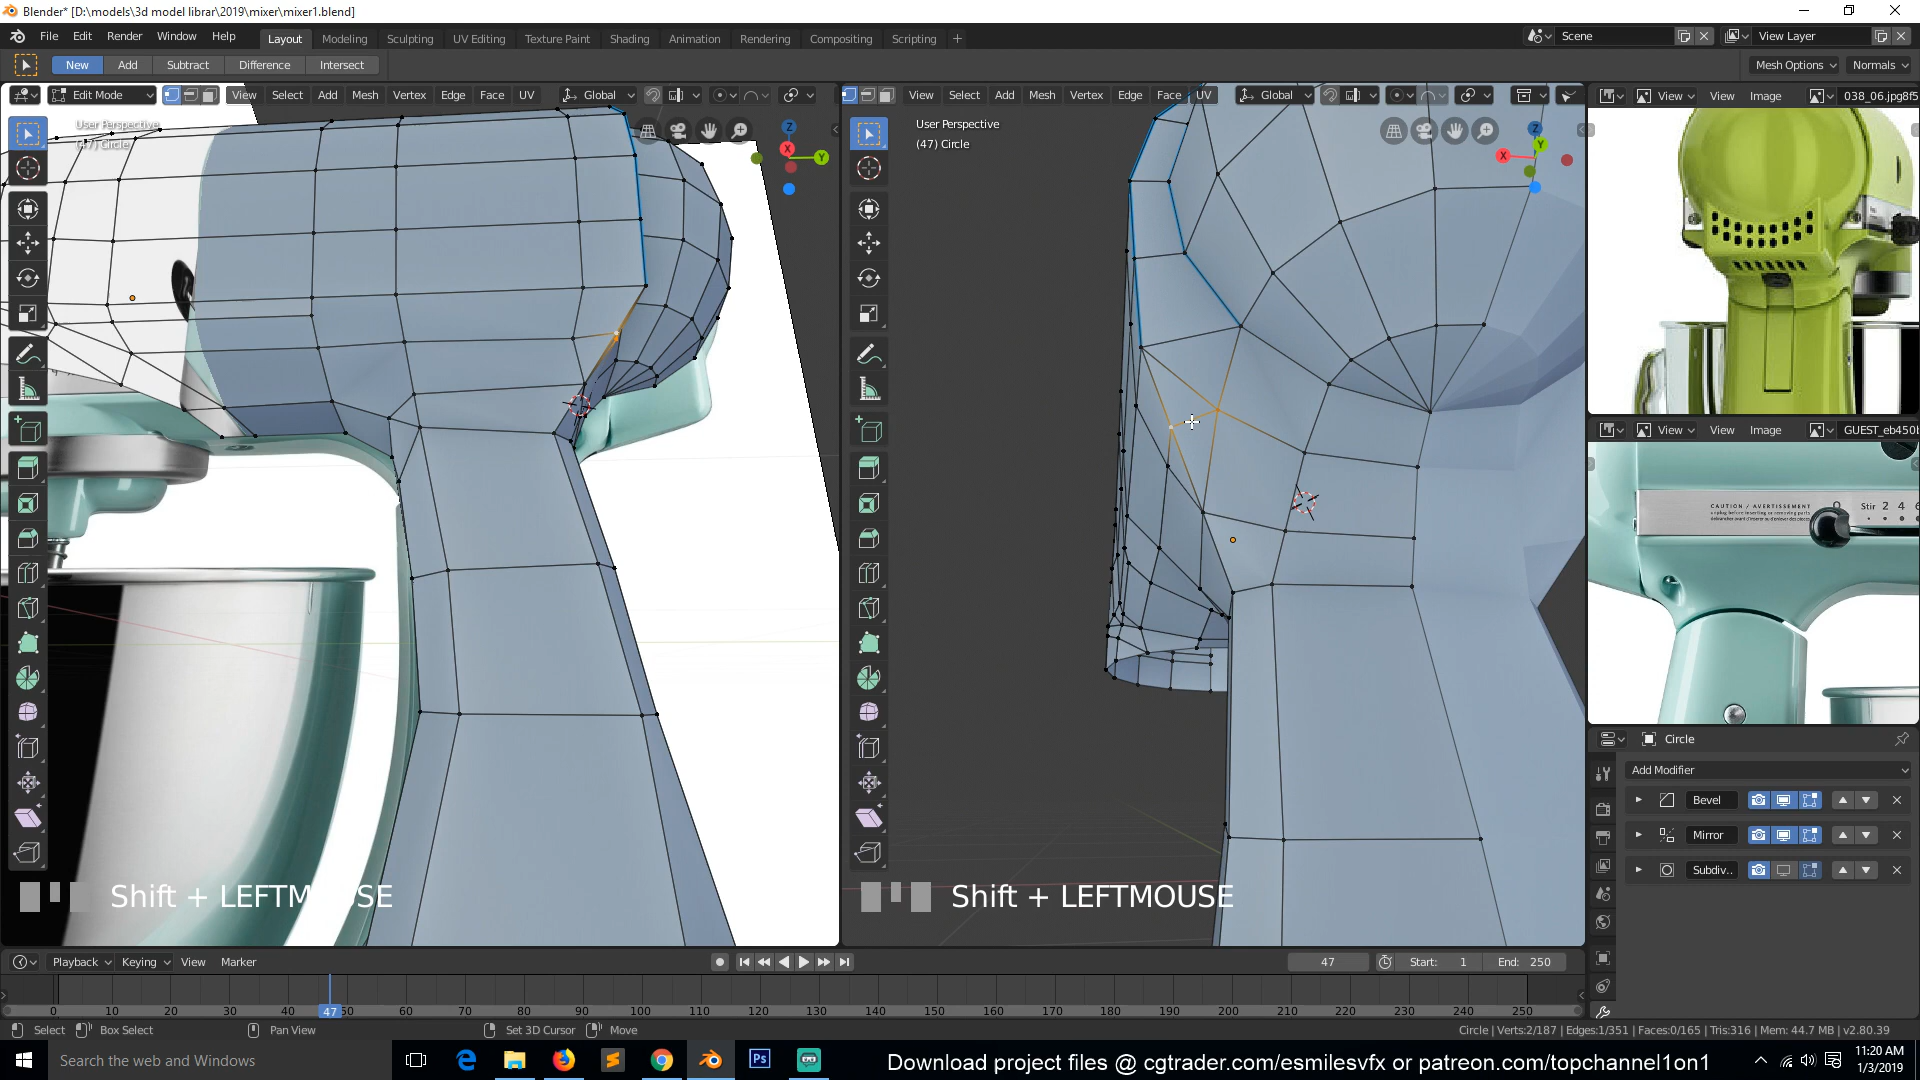 Blender* [D:\models\3d model librar\2019\mixer\mixer1.blend]
File Edit Render Window Help Layout Modeling Sculpting UV Editing Texture Paint Shading Animation Rendering Compositing Scripting + Scene View Layer
New Add Subtract Difference Intersect Mesh Options Normals
Edit Mode View Select Add Mesh Vertex Edge Face UV Global
View Select Add Mesh Vertex Edge Face UV Global
View View Image 038_06.jpg8f5
User Perspective
(47) Circle
User Perspective
(47) Circle
Z X Y
Z X Y
View View Image GUEST_eb450b
CAUTION / AVERTISSEMENT
0 Stir 2 4 6
Circle
Add Modifier
Bevel
Mirror
Subdiv..
Shift + LEFTMOUSE
Shift + LEFTMOUSE
Playback Keying View Marker 47 Start: 1 End: 250
0 10 20 30 40 47 50 60 70 80 90 100 110 120 130 140 150 160 170 180 190 200 210 220 230 240 250
Select Box Select Pan View Set 3D Cursor Move Circle | Verts:2/187 | Edges:1/351 | Faces:0/165 | Tris:316 | Mem: 44.7 MB | v2.80.39
Search the web and Windows
Ps
Download project files @ cgtrader.com/esmilesvfx or patreon.com/topchannel1on1
11:20 AM
1/3/2019